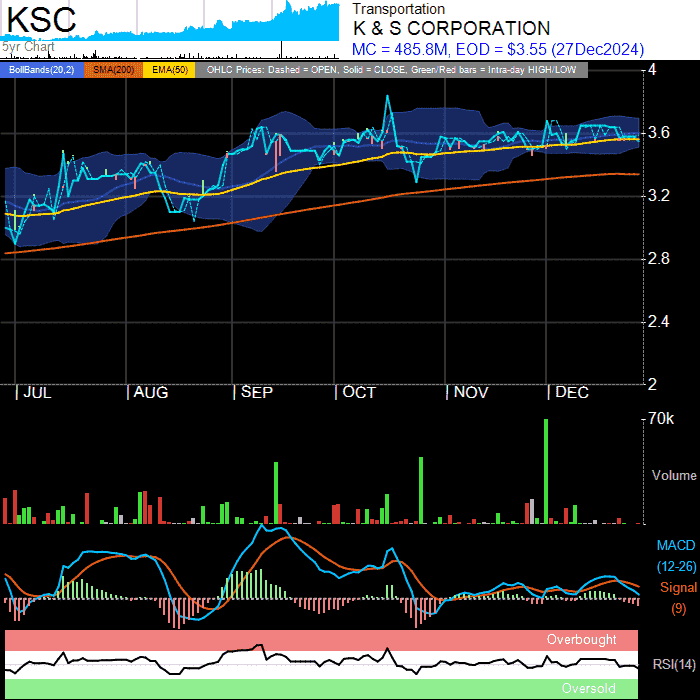 KSC
5yr Chart
Transportation
K & S CORPORATION
MC = 485.8M, EOD = $3.55 (27Dec2024)
BollBands(20,2) SMA(200) EMA(50) OHLC Prices: Dashed = OPEN, Solid = CLOSE, Green/Red bars = Intra-day HIGH/LOW
4
3.6
3.2
2.8
2.4
2
JUL AUG SEP OCT NOV DEC
70k
Volume
MACD
(12-26)
Signal
(9)
Overbought
RSI(14)
Oversold